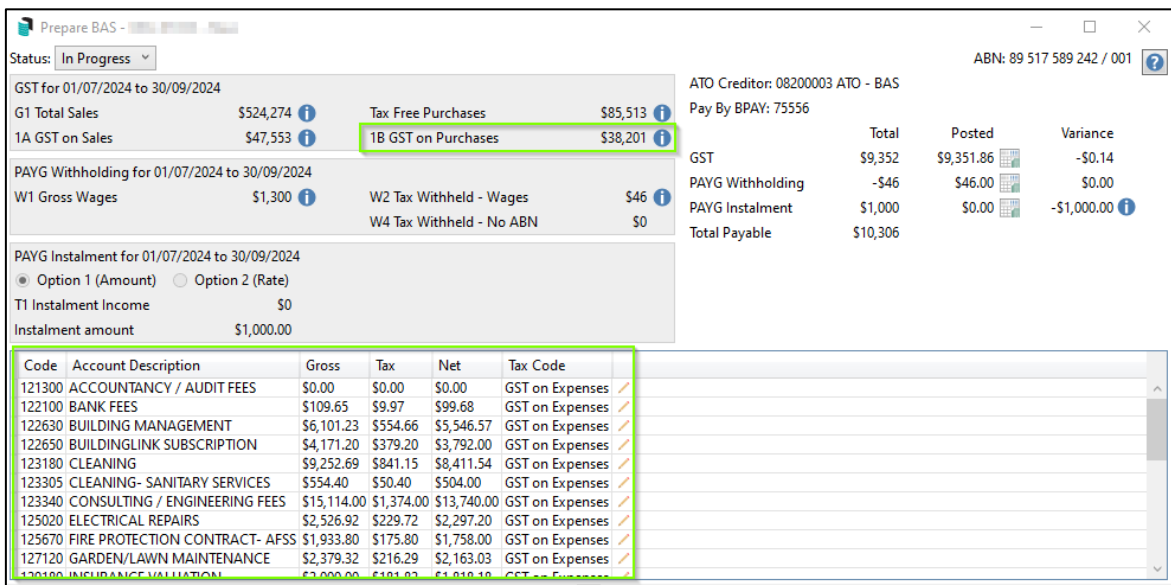 Prepare BAS -
Status: In Progress
ABN: 89 517 589 242 / 001
GST for 01/07/2024 to 30/09/2024
G1 Total Sales $524,274 Tax Free Purchases $85,513
1A GST on Sales $47,553 1B GST on Purchases $38,201
PAYG Withholding for 01/07/2024 to 30/09/2024
W1 Gross Wages $1,300 W2 Tax Withheld - Wages $46
W4 Tax Withheld - No ABN $0
PAYG Instalment for 01/07/2024 to 30/09/2024
Option 1 (Amount) Option 2 (Rate)
T1 Instalment Income $0
Instalment amount $1,000.00
ATO Creditor: 08200003 ATO - BAS
Pay By BPAY: 75556
Total Posted Variance
GST $9,352 $9,351.86 -$0.14
PAYG Withholding -$46 $46.00 $0.00
PAYG Instalment $1,000 $0.00 -$1,000.00
Total Payable $10,306
Code Account Description Gross Tax Net Tax Code
121300 ACCOUNTANCY / AUDIT FEES $0.00 $0.00 $0.00 GST on Expenses
122100 BANK FEES $109.65 $9.97 $99.68 GST on Expenses
122630 BUILDING MANAGEMENT $6,101.23 $554.66 $5,546.57 GST on Expenses
122650 BUILDINGLINK SUBSCRIPTION $4,171.20 $379.20 $3,792.00 GST on Expenses
123180 CLEANING $9,252.69 $841.15 $8,411.54 GST on Expenses
123305 CLEANING- SANITARY SERVICES $554.40 $50.40 $504.00 GST on Expenses
123340 CONSULTING / ENGINEERING FEES $15,114.00 $1,374.00 $13,740.00 GST on Expenses
125020 ELECTRICAL REPAIRS $2,526.92 $229.72 $2,297.20 GST on Expenses
125670 FIRE PROTECTION CONTRACT- AFSS $1,933.80 $175.80 $1,758.00 GST on Expenses
127120 GARDEN/LAWN MAINTENANCE $2,379.32 $216.29 $2,163.03 GST on Expenses
INSURANCE VALUATION $2,000.00 $181.82 $1,818.18 GST on Expenses